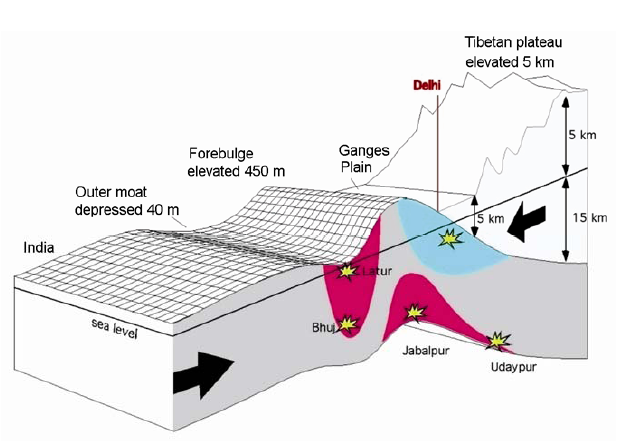 Tibetan plateau
elevated 5 km
Delhi
Ganges
Plain
Forebulge
elevated 450 m
Outer moat
depressed 40 m
India
5 km
5 km
15 km
sea level
Latur
Bhuj
Jabalpur
Udaypur